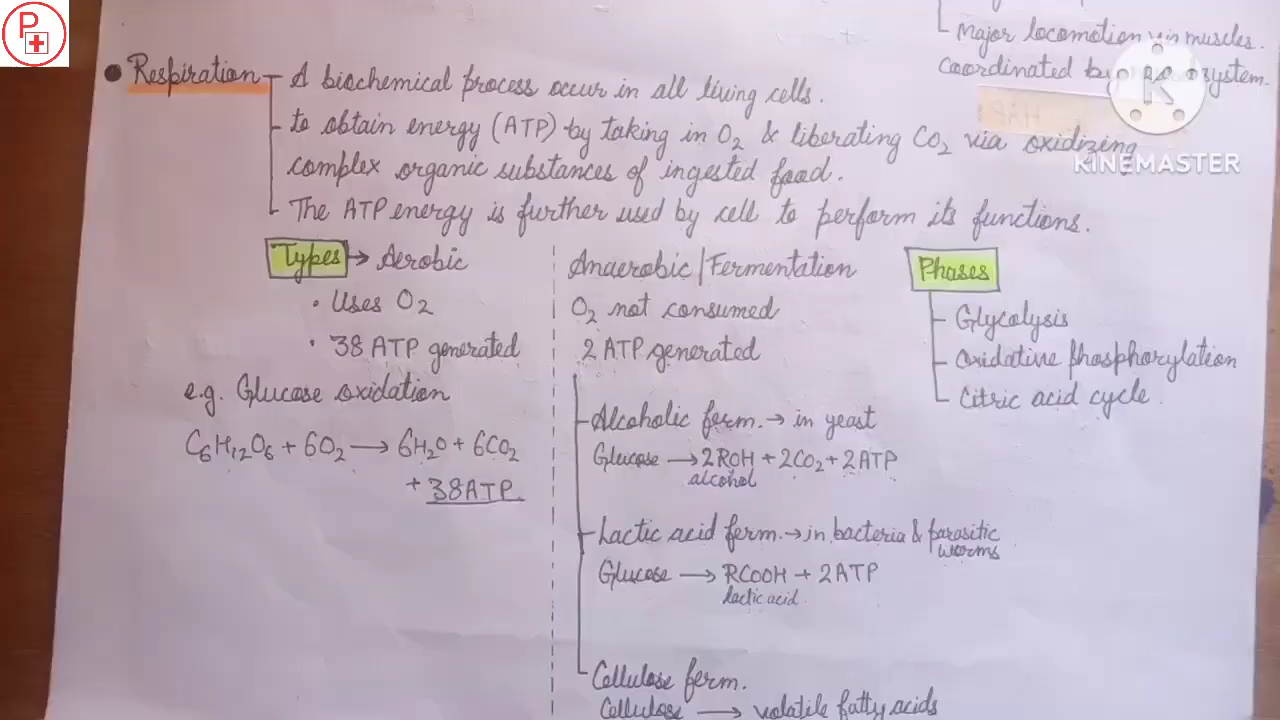 P
Major locomotion via muscles.
Coordinated by system.
K
KINEMASTER
Respiration
A biochemical process occur in all living cells.
to obtain energy (ATP) by taking in O2 & liberating CO2 via oxidizing
complex organic substances of ingested food.
The ATP energy is further used by cell to perform its functions.
Types → Aerobic
• Uses O2
• 38 ATP generated
e.g. Glucose oxidation
C6H12O6 + 6O2 → 6H2O + 6CO2
+ 38ATP
Anaerobic/Fermentation
O2 not consumed
2 ATP generated
Alcoholic ferm. → in yeast
Glucose → 2ROH + 2CO2 + 2ATP
alcohol
Lactic acid ferm. → in bacteria & parasitic
worms
Glucose → RCOOH + 2ATP
lactic acid
Cellulose ferm.
Cellulose → volatile fatty acids
Phases
Glycolysis
Oxidative phosphorylation
Citric acid cycle